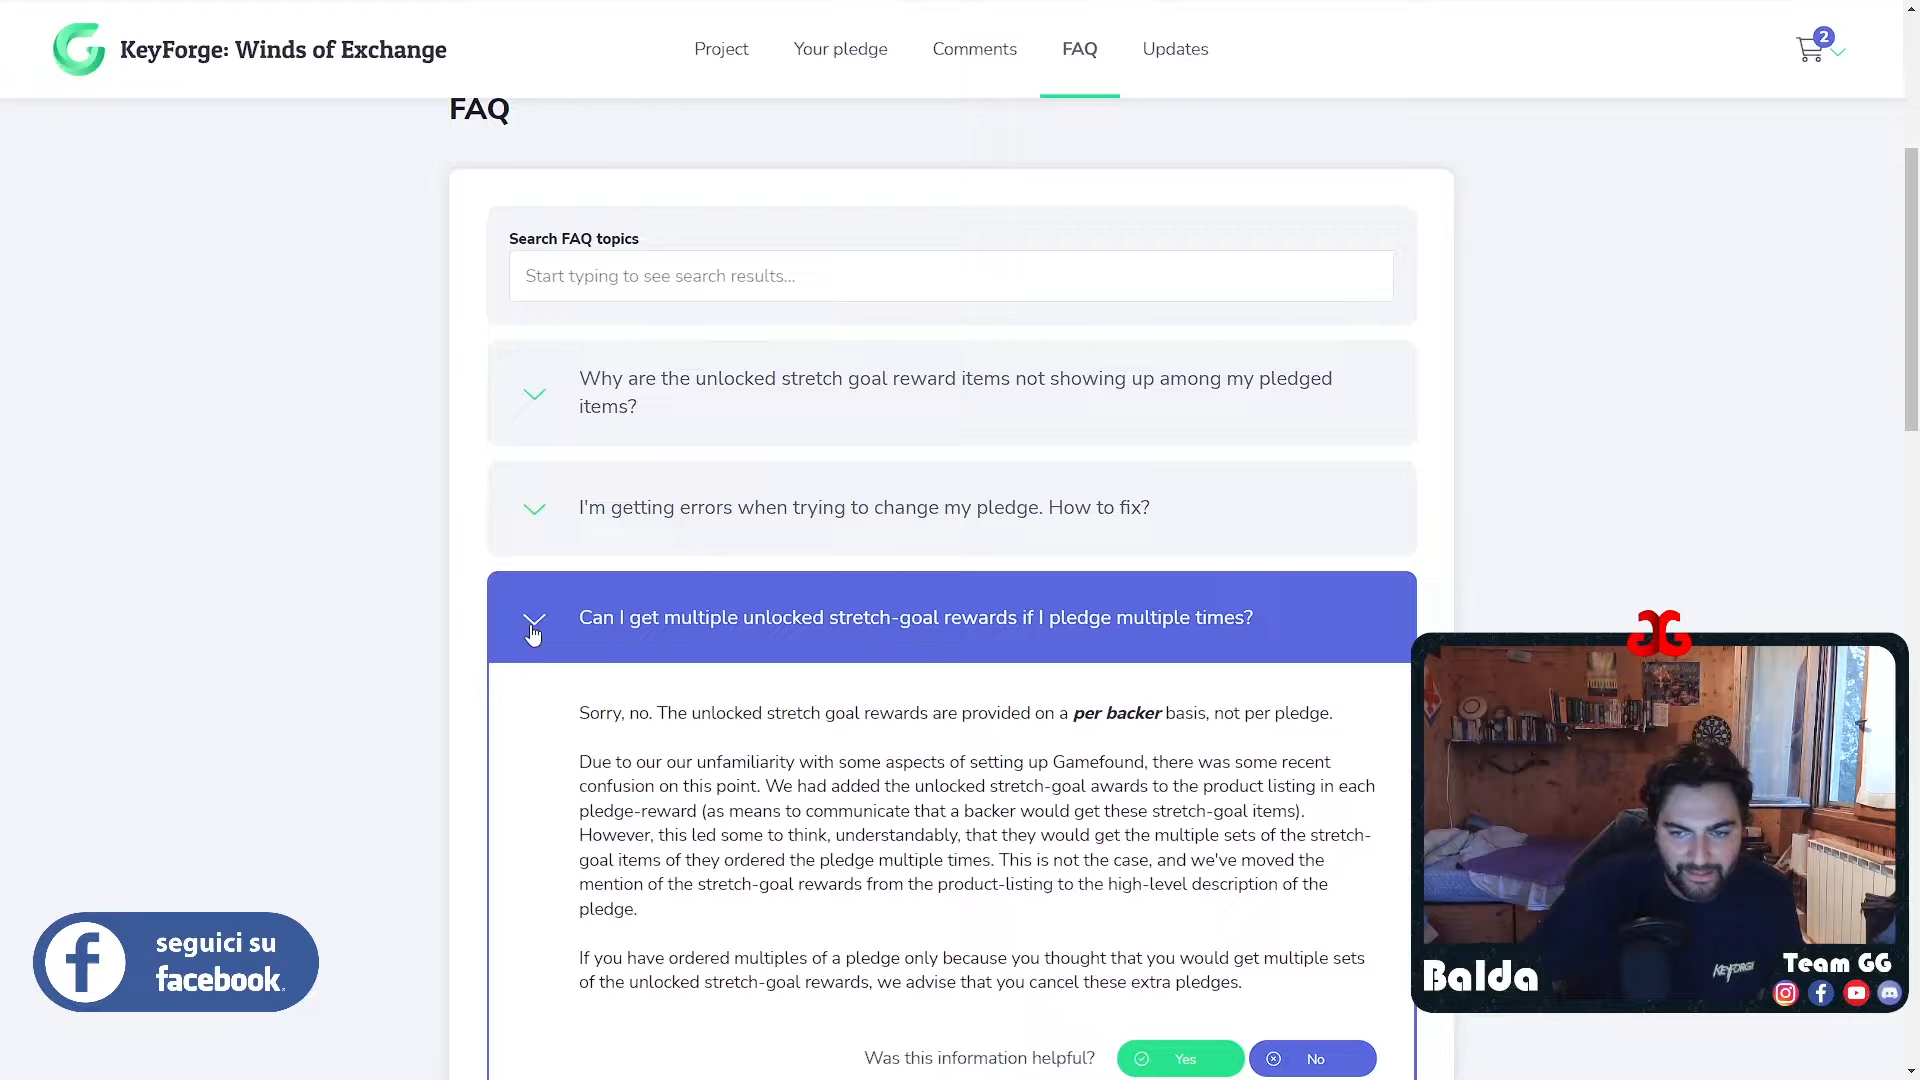 KeyForge: Winds of Exchange
Project
Your pledge
Comments
FAQ
Updates
2
FAQ
Search FAQ topics
Start typing to see search results...
Why are the unlocked stretch goal reward items not showing up among my pledged
items?
I'm getting errors when trying to change my pledge. How to fix?
Can I get multiple unlocked stretch-goal rewards if I pledge multiple times?
Sorry, no. The unlocked stretch goal rewards are provided on a per backer basis, not per pledge.
Due to our our unfamiliarity with some aspects of setting up Gamefound, there was some recent
confusion on this point. We had added the unlocked stretch-goal awards to the product listing in each
pledge-reward (as means to communicate that a backer would get these stretch-goal items).
However, this led some to think, understandably, that they would get the multiple sets of the stretch-
goal items of they ordered the pledge multiple times. This is not the case, and we've moved the
mention of the stretch-goal rewards from the product-listing to the high-level description of the
pledge.
If you have ordered multiples of a pledge only because you thought that you would get multiple sets
of the unlocked stretch-goal rewards, we advise that you cancel these extra pledges.
Was this information helpful?
Yes
No
seguici su
facebook.
Balda
KEYFORGE
Team GG